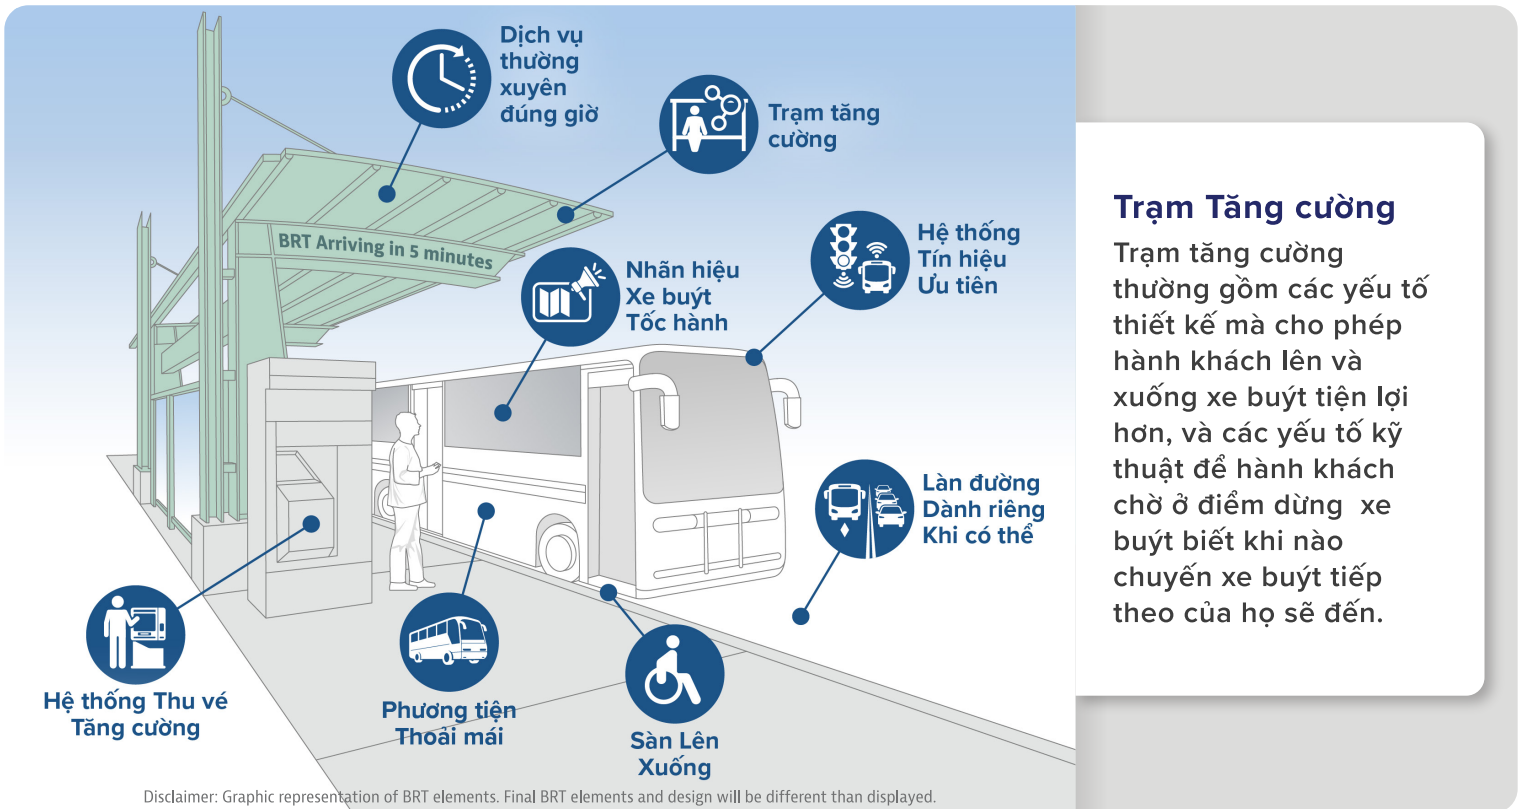 Dịch vụ
thường
xuyên
đúng giờ
Trạm tăng
cường
BRT Arriving in 5 minutes
Nhãn hiệu
Xe buýt
Tốc hành
Hệ thống
Tín hiệu
Ưu tiên
Làn đường
Dành riêng
Khi có thể
Hệ thống Thu vé
Tăng cường
Phương tiện
Thoải mái
Sàn Lên
Xuống
Disclaimer: Graphic representation of BRT elements. Final BRT elements and design will be different than displayed.
Trạm Tăng cường
Trạm tăng cường
thường gồm các yếu tố
thiết kế mà cho phép
hành khách lên và
xuống xe buýt tiện lợi
hơn, và các yếu tố kỹ
thuật để hành khách
chờ ở điểm dừng xe
buýt biết khi nào
chuyến xe buýt tiếp
theo của họ sẽ đến.